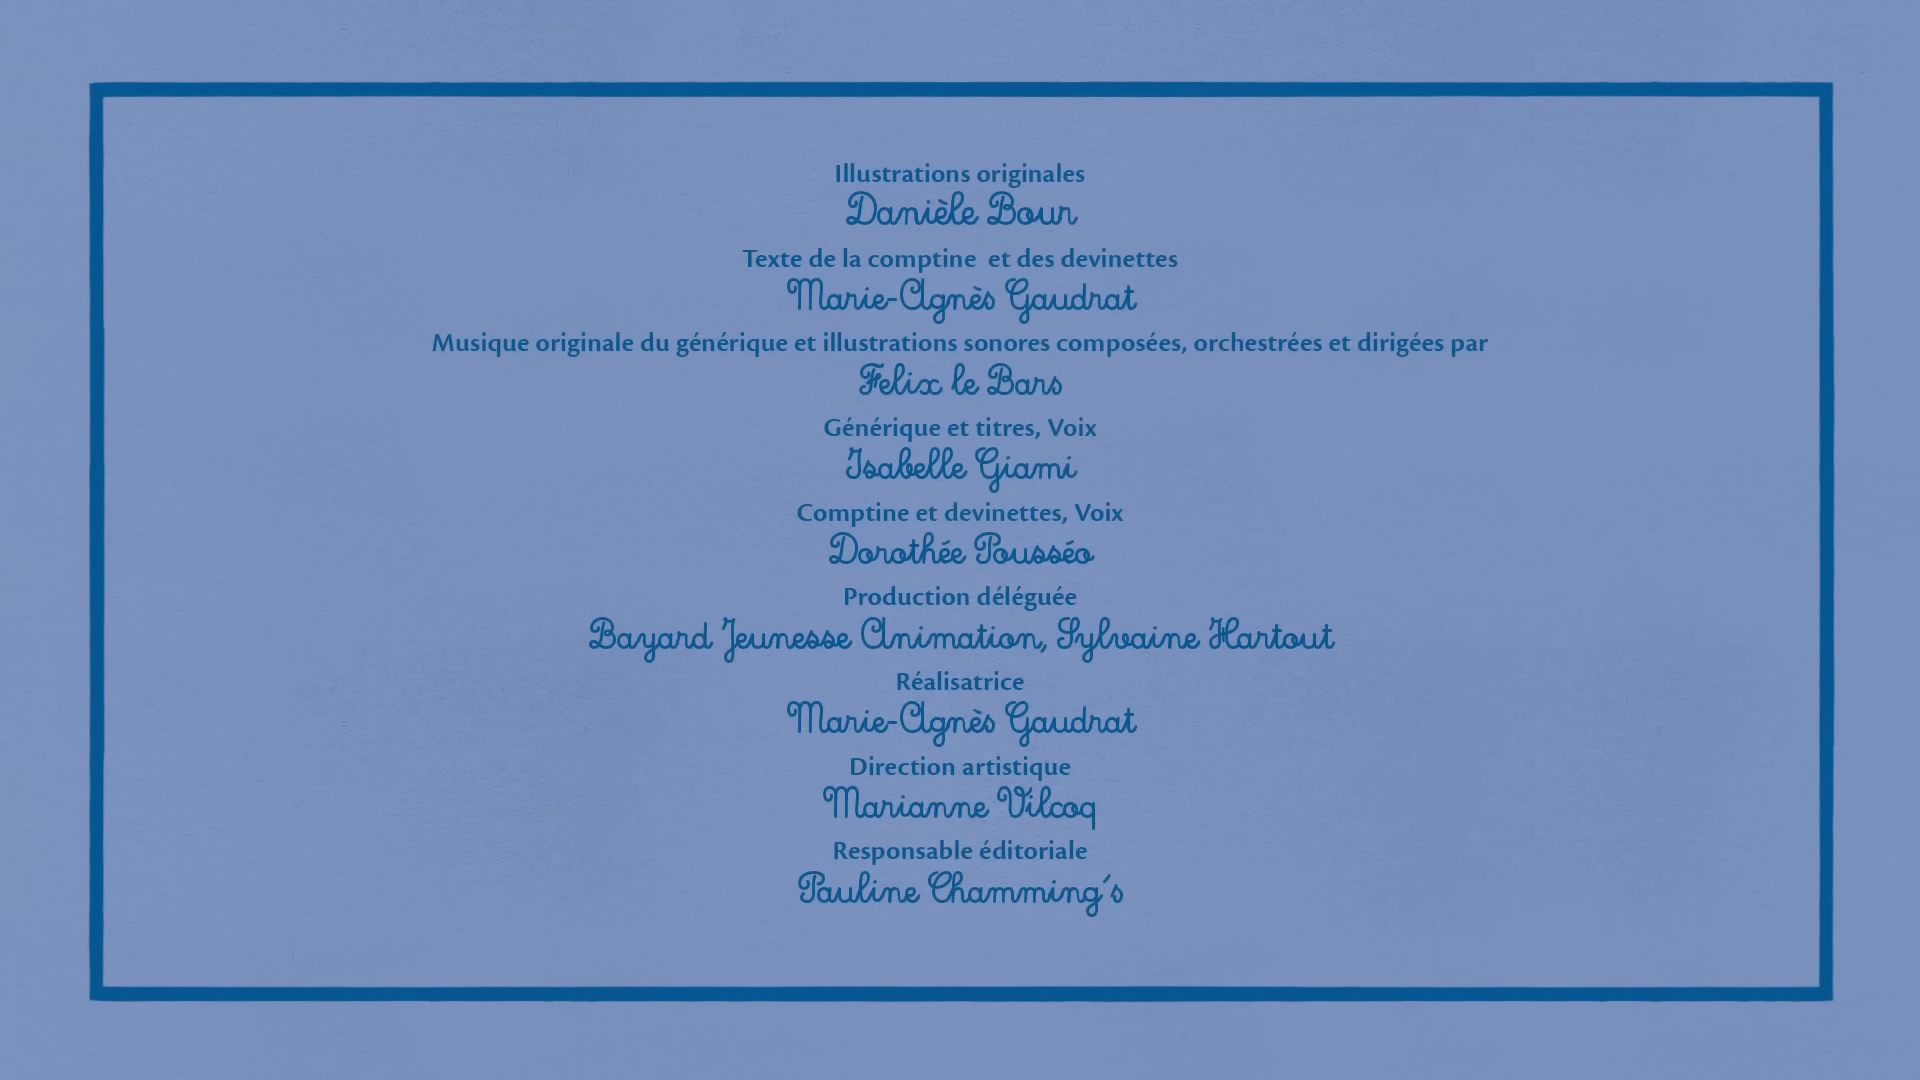 Illustrations originales
Danièle Bour
Texte de la comptine et des devinettes
Marie-Agnès Gaudrat
Musique originale du générique et illustrations sonores composées, orchestrées et dirigées par
Felix le Bars
Générique et titres, Voix
Isabelle Giami
Comptine et devinettes, Voix
Dorothée Pousséo
Production déléguée
Bayard Jeunesse Animation, Sylvaine Hartout
Réalisatrice
Marie-Agnès Gaudrat
Direction artistique
Marianne Vilcoq
Responsable éditoriale
Pauline Chamming's